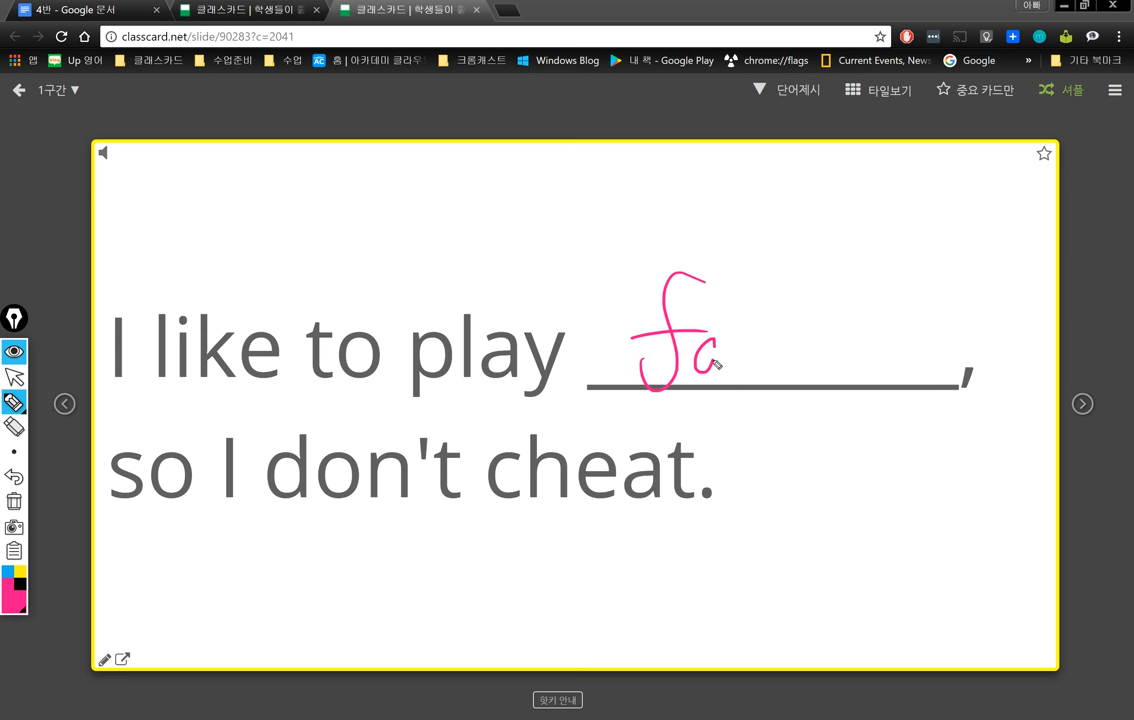 4반 - Google 문서
클래스카드 | 학생들이 좋
클래스카드 | 학생들이 좋
아빠
classcard.net/slide/90283?c=2041
앱 Up 영어 클래스카드 수업준비 수업 홈 | 아카데미 클라우 크롬캐스트 Windows Blog 내 책 - Google Play chrome://flags Current Events, News Google » 기타 북마크
1구간 ▼ ▼ 단어제시 타일보기 중요 카드만 셔플
I like to play fa__________,
so I don't cheat.
핫키 안내